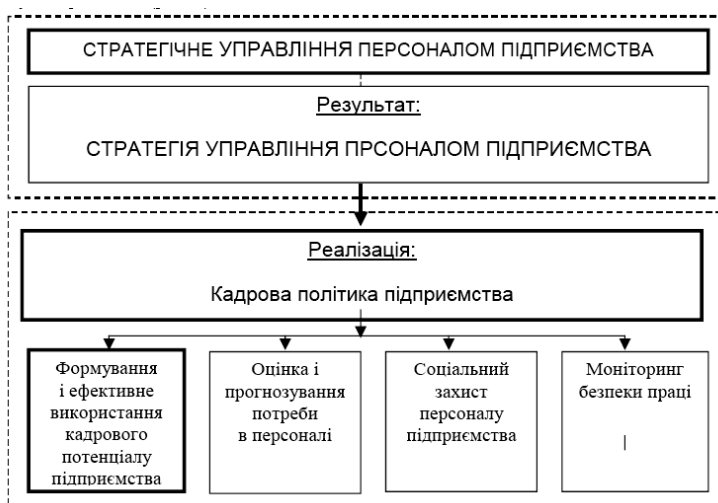 СТРАТЕГІЧНЕ УПРАВЛІННЯ ПЕРСОНАЛОМ ПІДПРИЄМСТВА
Результат:
СТРАТЕГІЯ УПРАВЛІННЯ ПРСОНАЛОМ ПІДПРИЄМСТВА
Реалізація:
Кадрова політика підприємства
Формування
і ефективне
використання
кадрового
потенціалу
підприємства
Оцінка і
прогнозування
потреби
в персоналі
Соціальний
захист
персоналу
підприємства
Моніторинг
безпеки праці